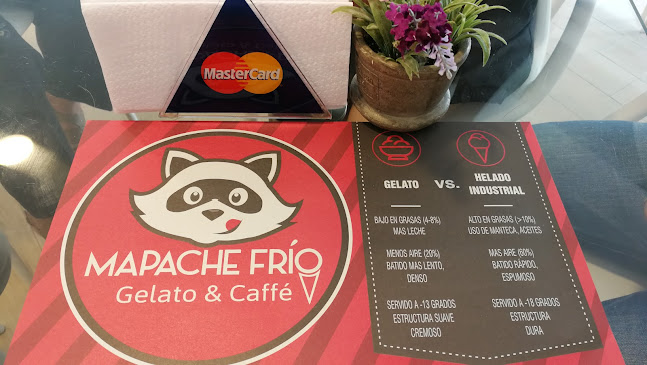 MasterCard
MAPACHE FRÍO
Gelato & Caffé
GELATO
VS.
HELADO
INDUSTRIAL
BAJO EN GRASAS (4-8%)
MAS LECHE
ALTO EN GRASAS (>10%)
USO DE MANTECA, ACEITES
MENOS AIRE (20%)
BATIDO MAS LENTO,
DENSO
MAS AIRE (60%)
BATIDO RÁPIDO,
ESPUMOSO
SERVIDO A -13 GRADOS
ESTRUCTURA SUAVE
CREMOSO
SERVIDO A -18 GRADOS
ESTRUCTURA
DURA